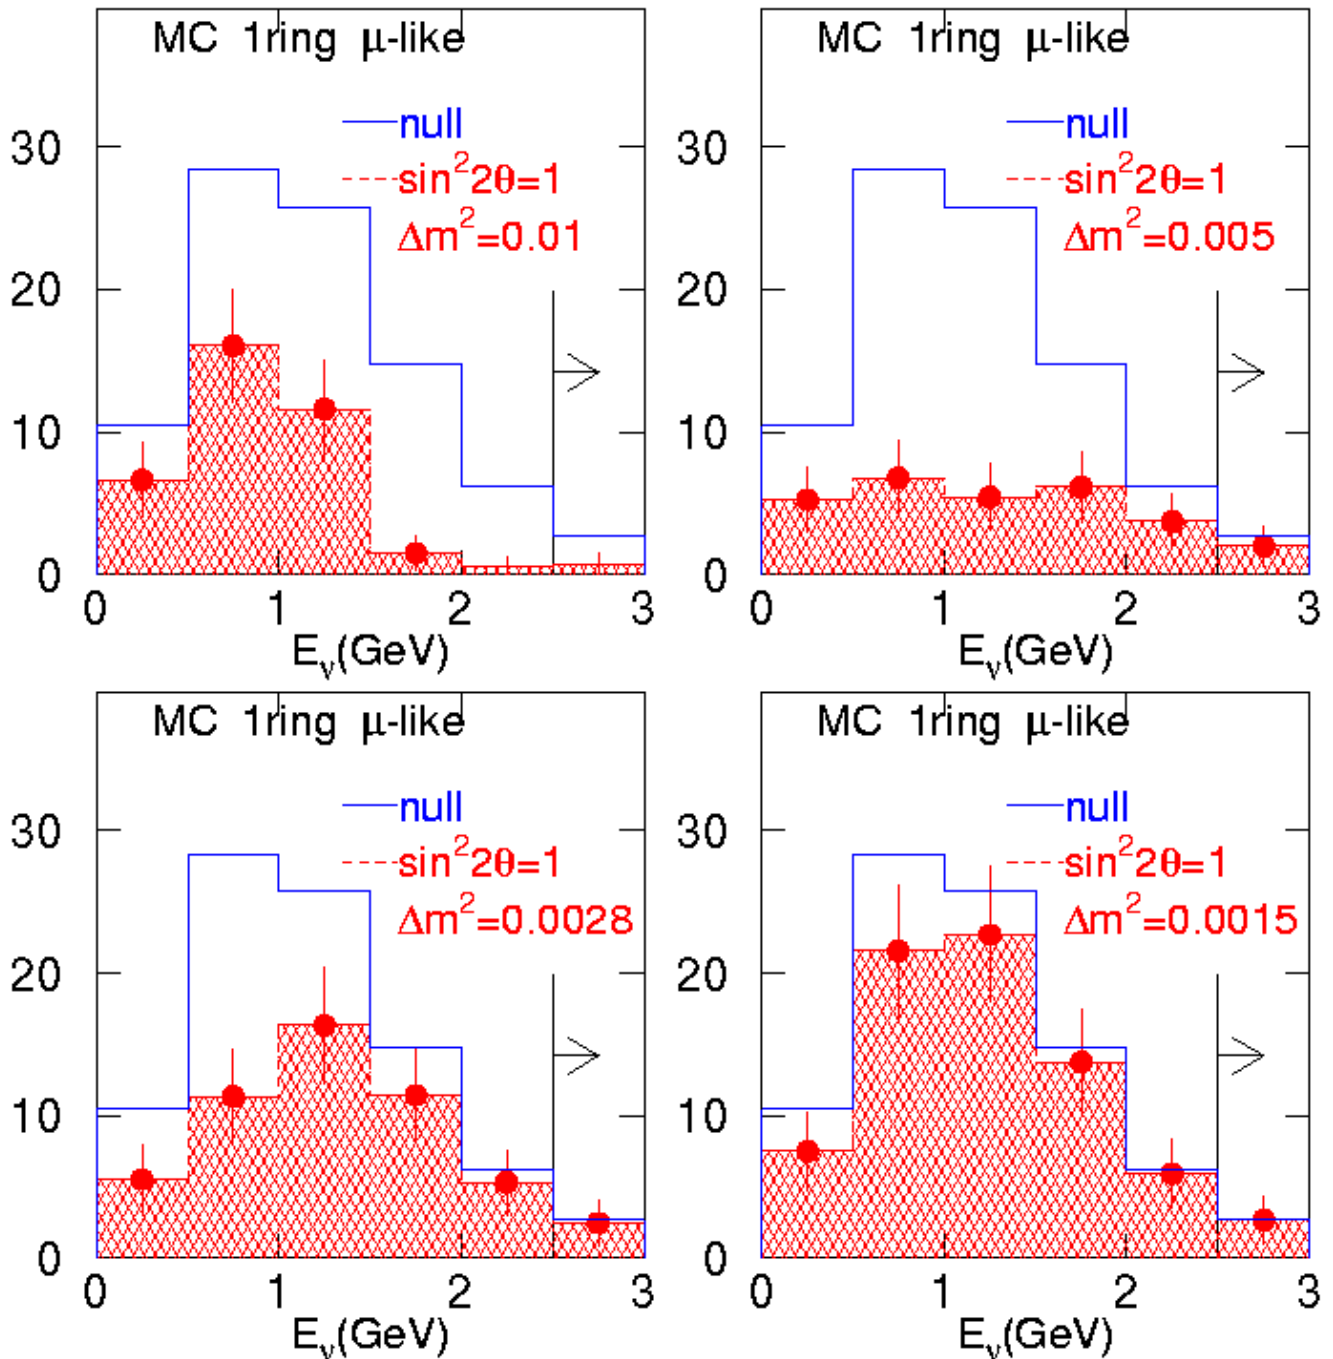 MC 1ring μ-like
null
sin²2θ=1
Δm²=0.01
30
20
10
0
0 1 2 3
Eν(GeV)
MC 1ring μ-like
null
sin²2θ=1
Δm²=0.005
30
20
10
0
0 1 2 3
Eν(GeV)
MC 1ring μ-like
null
sin²2θ=1
Δm²=0.0028
30
20
10
0
0 1 2 3
Eν(GeV)
MC 1ring μ-like
null
sin²2θ=1
Δm²=0.0015
30
20
10
0
0 1 2 3
Eν(GeV)